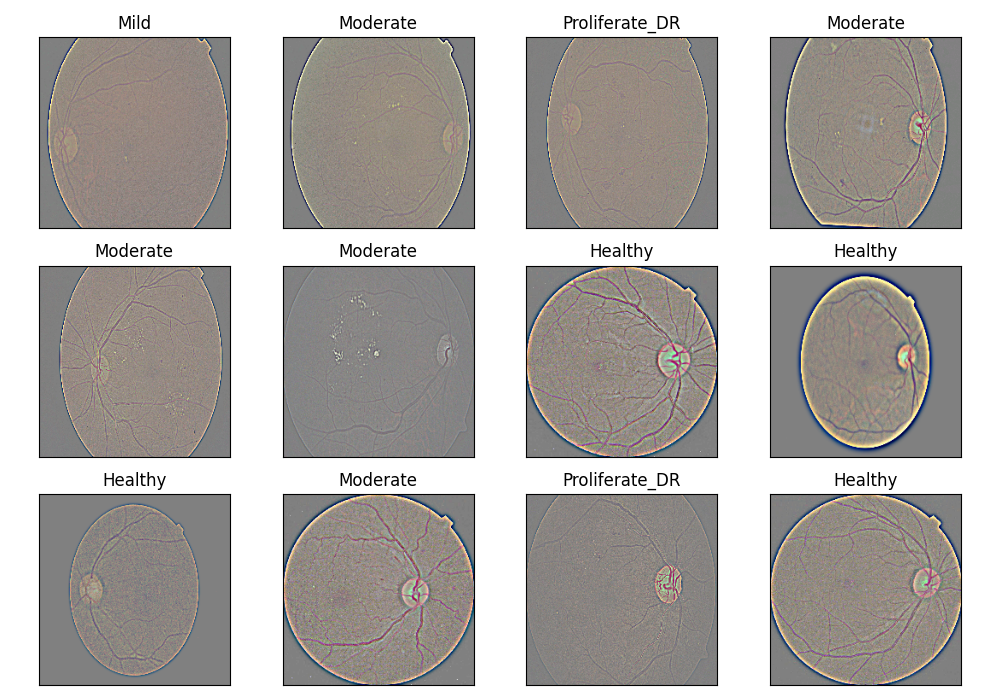 Mild
Moderate
Proliferate_DR
Moderate
Moderate
Moderate
Healthy
Healthy
Healthy
Moderate
Proliferate_DR
Healthy